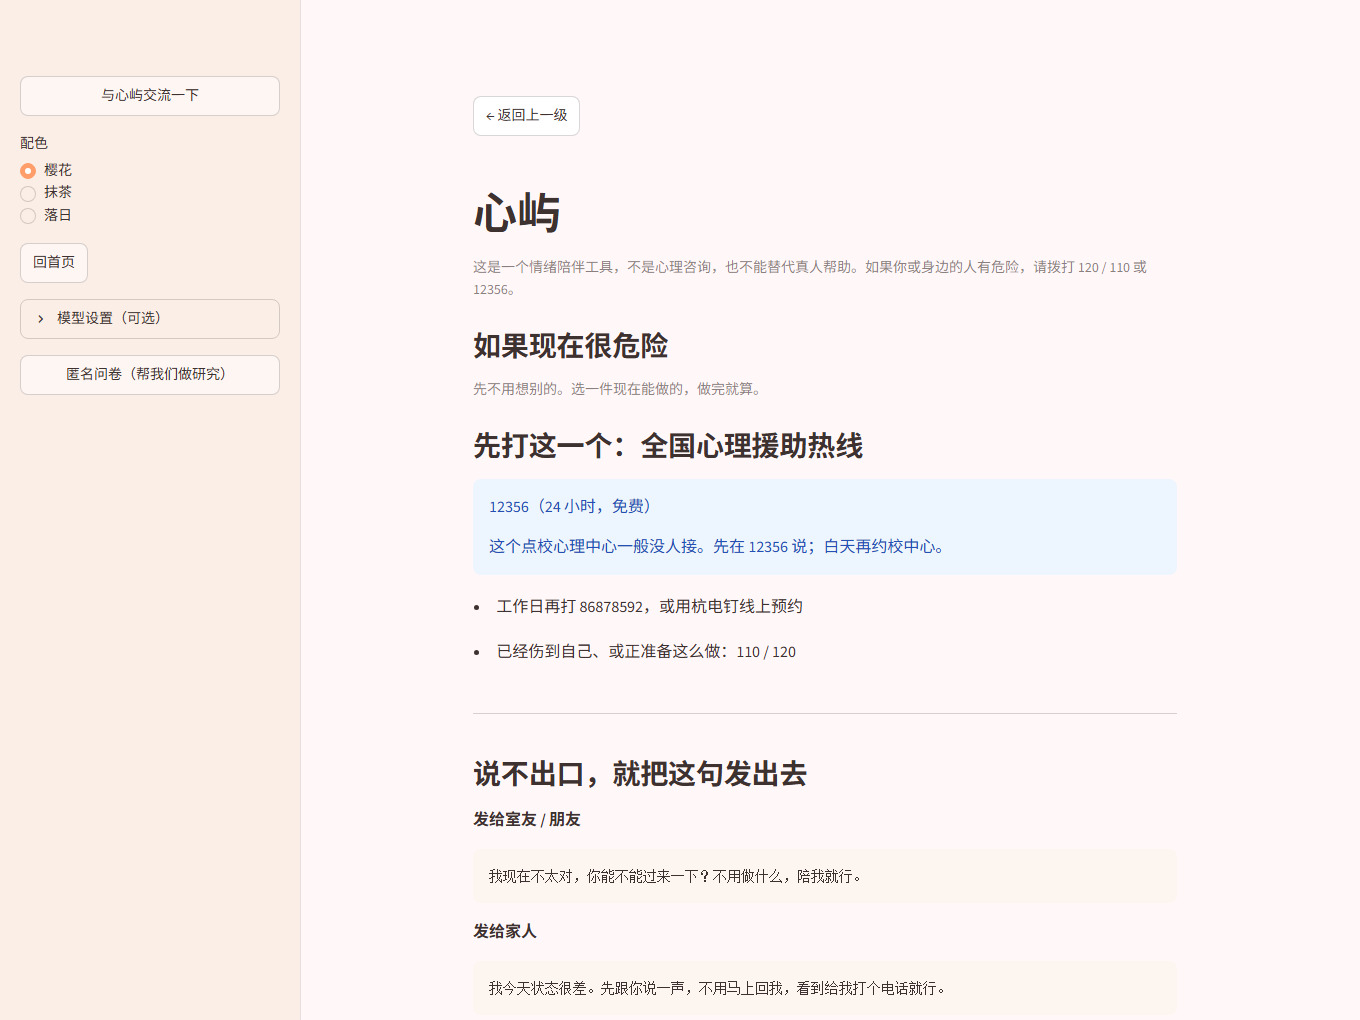 与心屿交流一下
配色
樱花
抹茶
落日
回首页
模型设置（可选）
匿名问卷（帮我们做研究）
←返回上一级
心屿
这是一个情绪陪伴工具，不是心理咨询，也不能替代真人帮助。如果你或身边的人有危险，请拨打 120 / 110 或
12356。
如果现在很危险
先不用想别的。选一件现在能做的，做完就算。
先打这一个：全国心理援助热线
12356（24 小时，免费）
这个点校心理中心一般没人接。先在 12356 说；白天再约校中心。
工作日再打 86878592，或用杭电钉线上预约
已经伤到自己、或正准备这么做：110 / 120
说不出口，就把这句发出去
发给室友 / 朋友
我现在不太对，你能不能过来一下？不用做什么，陪我就行。
发给家人
我今天状态很差。先跟你说一声，不用马上回我，看到给我打个电话就行。